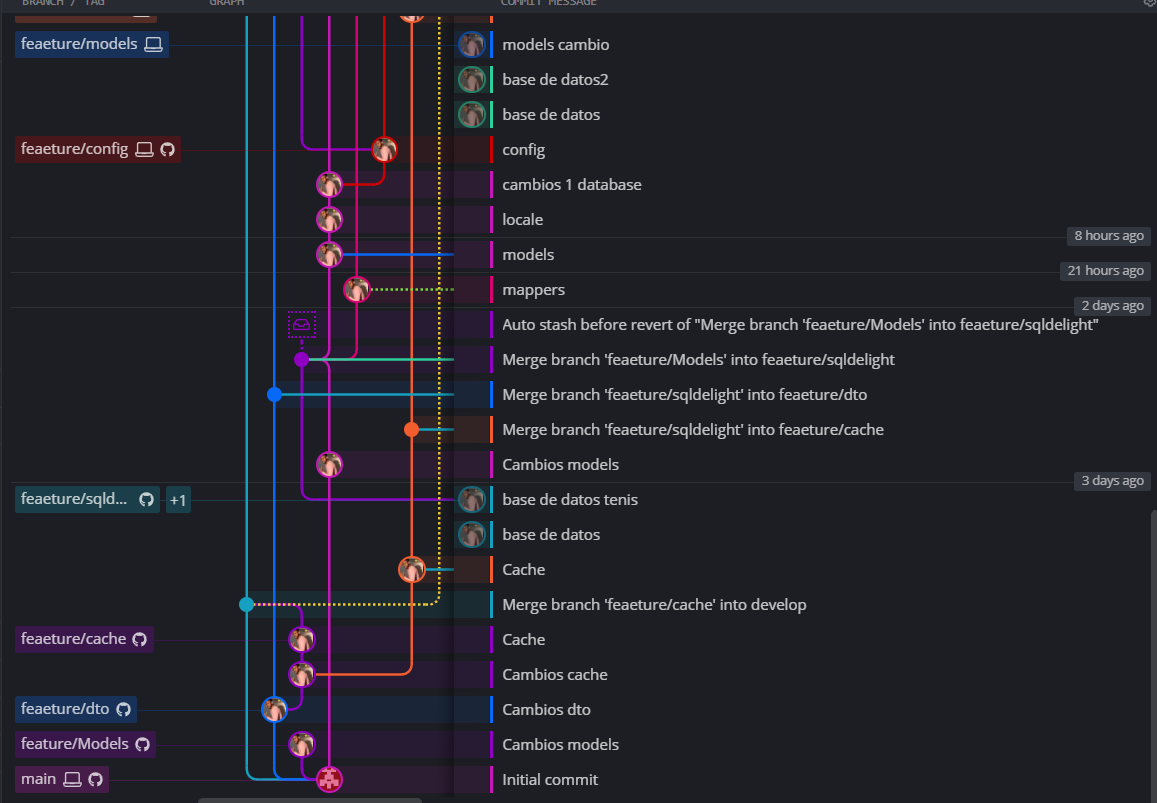 BRANCH / TAG GRAPH COMMIT MESSAGE
feaeture/models models cambio
base de datos2
base de datos
feaeture/config config
cambios 1 database
locale
8 hours ago
models
21 hours ago
mappers
2 days ago
Auto stash before revert of "Merge branch 'feaeture/Models' into feaeture/sqldelight"
Merge branch 'feaeture/Models' into feaeture/sqldelight
Merge branch 'feaeture/sqldelight' into feaeture/dto
Merge branch 'feaeture/sqldelight' into feaeture/cache
Cambios models
3 days ago
feaeture/sqld... +1 base de datos tenis
base de datos
Cache
Merge branch 'feaeture/cache' into develop
feaeture/cache Cache
Cambios cache
feaeture/dto Cambios dto
feature/Models Cambios models
main Initial commit